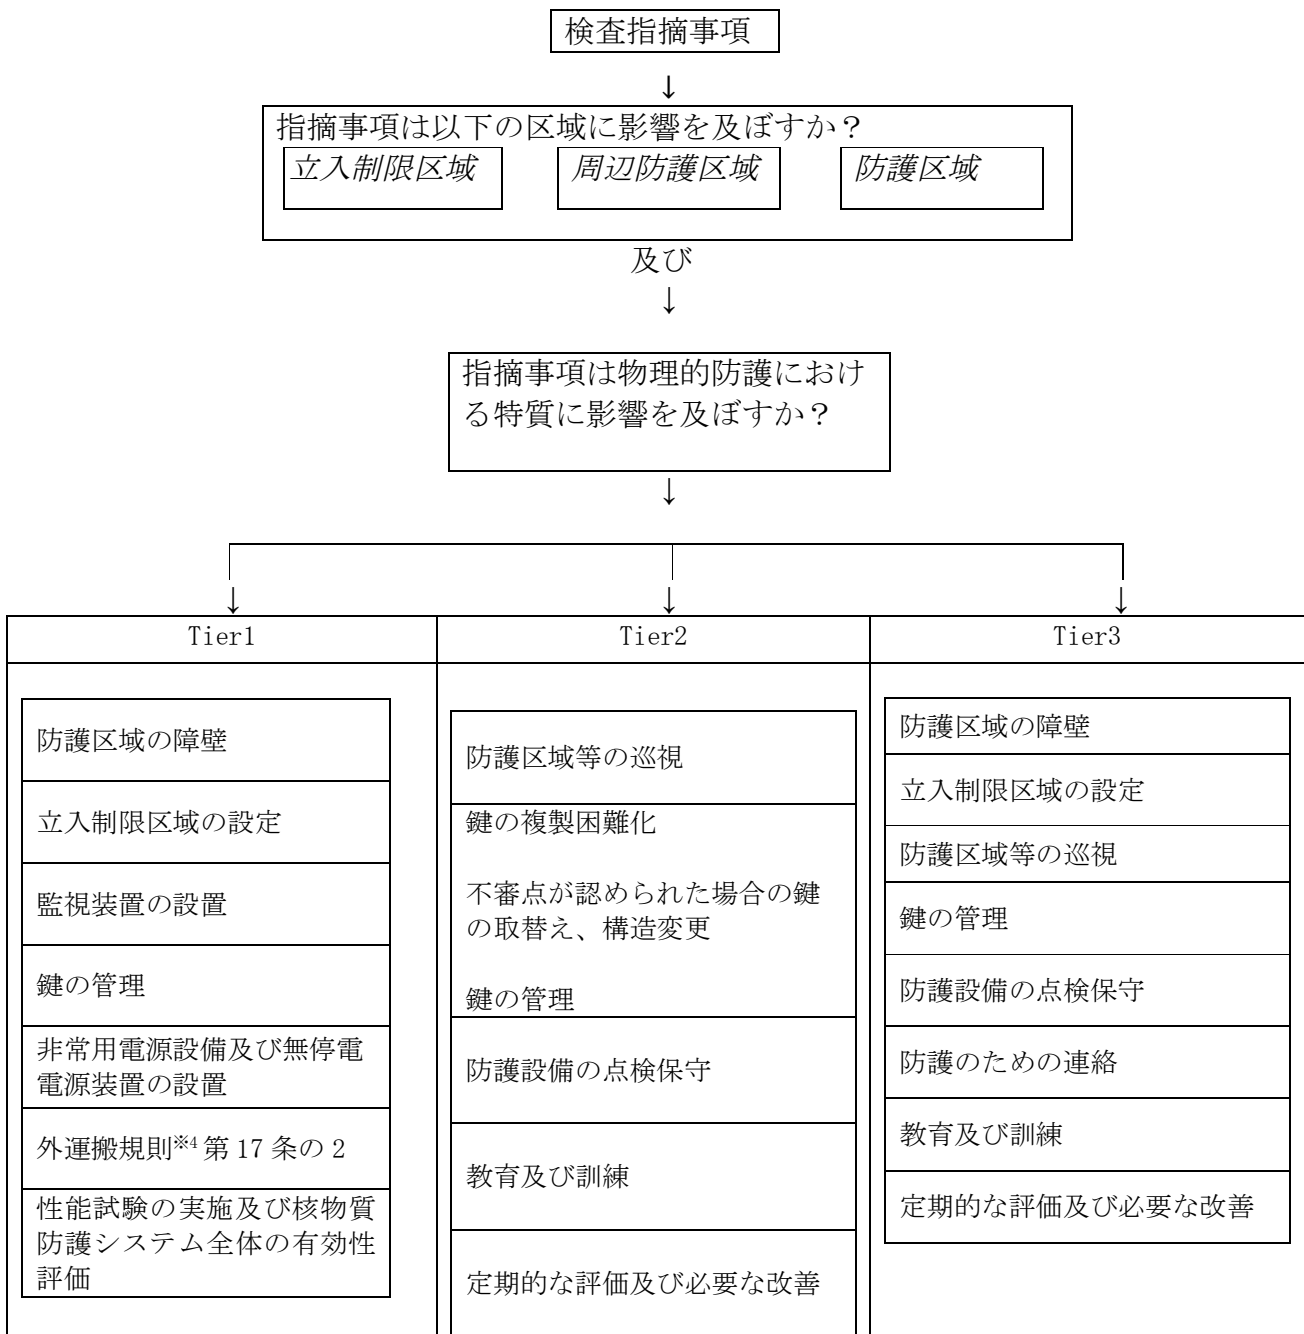 検査指摘事項
↓
指摘事項は以下の区域に影響を及ぼすか？
立入制限区域 周辺防護区域 防護区域
及び
↓
指摘事項は物理的防護におけ
る特質に影響を及ぼすか？
↓
↓ ↓ ↓
Tier1 Tier2 Tier3
防護区域の障壁
立入制限区域の設定
監視装置の設置
鍵の管理
非常用電源設備及び無停電
電源装置の設置
外運搬規則※4 第 17 条の 2
性能試験の実施及び核物質
防護システム全体の有効性
評価
防護区域等の巡視
鍵の複製困難化
不審点が認められた場合の鍵
の取替え、構造変更
鍵の管理
防護設備の点検保守
教育及び訓練
定期的な評価及び必要な改善
防護区域の障壁
立入制限区域の設定
防護区域等の巡視
鍵の管理
防護設備の点検保守
防護のための連絡
教育及び訓練
定期的な評価及び必要な改善